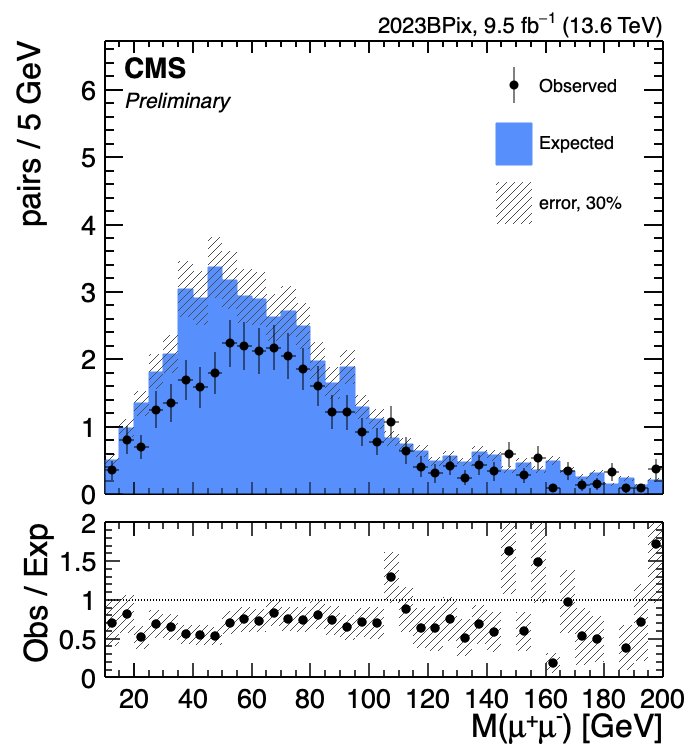 2023BPix, 9.5 fb⁻¹ (13.6 TeV)
CMS
Preliminary
Observed
Expected
error, 30%
pairs / 5 GeV
6
5
4
3
2
1
0
Obs / Exp
2
1.5
1
0.5
0
20 40 60 80 100 120 140 160 180 200
M(μ⁺μ⁻) [GeV]